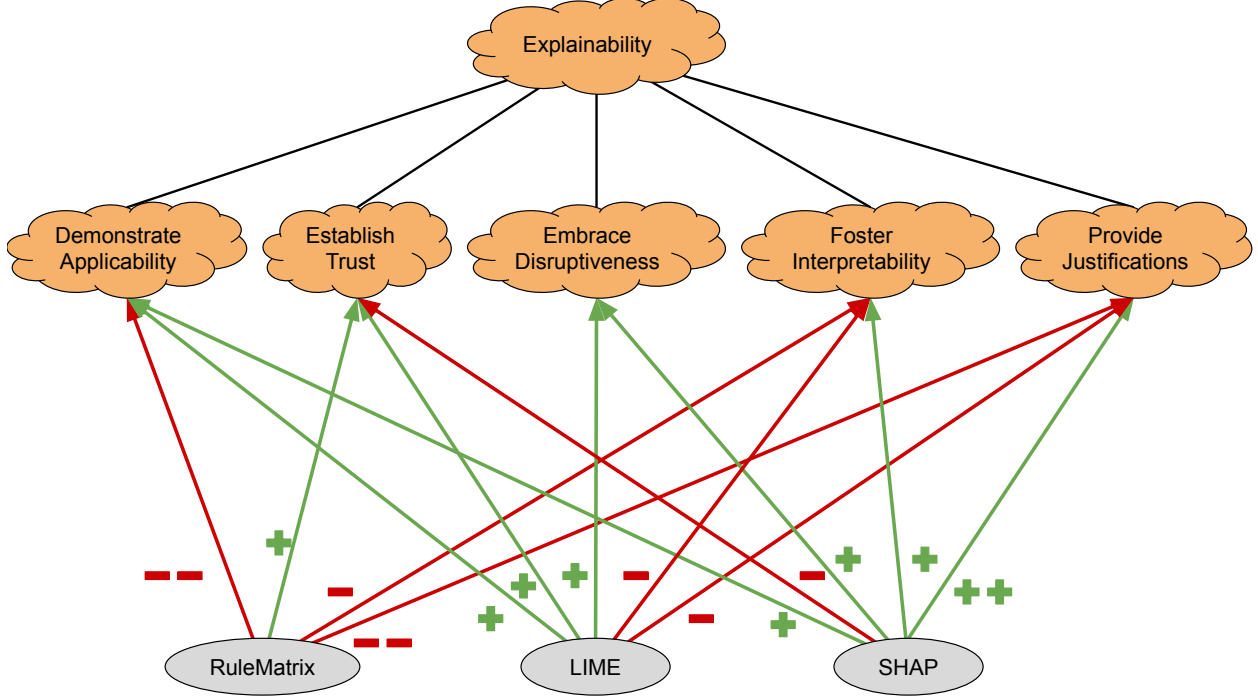 Explainability
Demonstrate
Applicability
Establish
Trust
Embrace
Disruptiveness
Foster
Interpretability
Provide
Justifications
RuleMatrix
LIME
SHAP